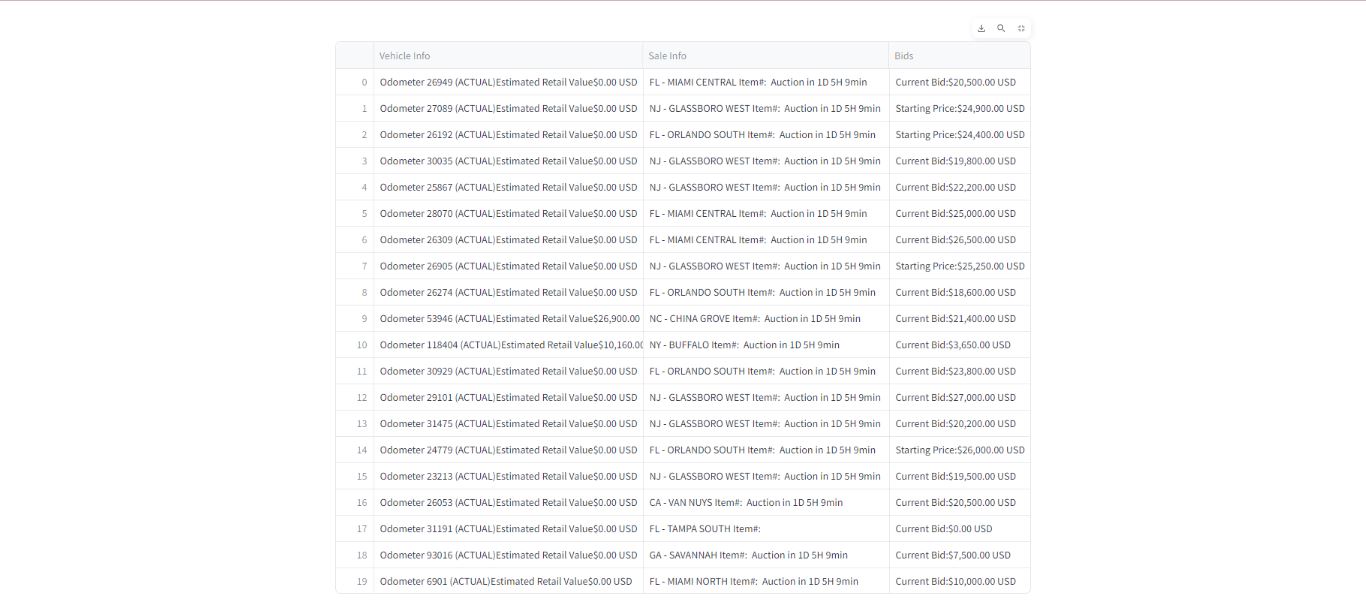 Vehicle Info Sale Info Bids
0 Odometer 26949 (ACTUAL)Estimated Retail Value$0.00 USD FL - MIAMI CENTRAL Item#: Auction in 1D 5H 9min Current Bid:$20,500.00 USD
1 Odometer 27089 (ACTUAL)Estimated Retail Value$0.00 USD NJ - GLASSBORO WEST Item#: Auction in 1D 5H 9min Starting Price:$24,900.00 USD
2 Odometer 26192 (ACTUAL)Estimated Retail Value$0.00 USD FL - ORLANDO SOUTH Item#: Auction in 1D 5H 9min Starting Price:$24,400.00 USD
3 Odometer 30035 (ACTUAL)Estimated Retail Value$0.00 USD NJ - GLASSBORO WEST Item#: Auction in 1D 5H 9min Current Bid:$19,800.00 USD
4 Odometer 25867 (ACTUAL)Estimated Retail Value$0.00 USD NJ - GLASSBORO WEST Item#: Auction in 1D 5H 9min Current Bid:$22,200.00 USD
5 Odometer 28070 (ACTUAL)Estimated Retail Value$0.00 USD FL - MIAMI CENTRAL Item#: Auction in 1D 5H 9min Current Bid:$25,000.00 USD
6 Odometer 26309 (ACTUAL)Estimated Retail Value$0.00 USD FL - MIAMI CENTRAL Item#: Auction in 1D 5H 9min Current Bid:$26,500.00 USD
7 Odometer 26905 (ACTUAL)Estimated Retail Value$0.00 USD NJ - GLASSBORO WEST Item#: Auction in 1D 5H 9min Starting Price:$25,250.00 USD
8 Odometer 26274 (ACTUAL)Estimated Retail Value$0.00 USD FL - ORLANDO SOUTH Item#: Auction in 1D 5H 9min Current Bid:$18,600.00 USD
9 Odometer 53946 (ACTUAL)Estimated Retail Value$26,900.00 NC - CHINA GROVE Item#: Auction in 1D 5H 9min Current Bid:$21,400.00 USD
10 Odometer 118404 (ACTUAL)Estimated Retail Value$10,160.00 NY - BUFFALO Item#: Auction in 1D 5H 9min Current Bid:$3,650.00 USD
11 Odometer 30929 (ACTUAL)Estimated Retail Value$0.00 USD FL - ORLANDO SOUTH Item#: Auction in 1D 5H 9min Current Bid:$23,800.00 USD
12 Odometer 29101 (ACTUAL)Estimated Retail Value$0.00 USD NJ - GLASSBORO WEST Item#: Auction in 1D 5H 9min Current Bid:$27,000.00 USD
13 Odometer 31475 (ACTUAL)Estimated Retail Value$0.00 USD NJ - GLASSBORO WEST Item#: Auction in 1D 5H 9min Current Bid:$20,200.00 USD
14 Odometer 24779 (ACTUAL)Estimated Retail Value$0.00 USD FL - ORLANDO SOUTH Item#: Auction in 1D 5H 9min Starting Price:$26,000.00 USD
15 Odometer 23213 (ACTUAL)Estimated Retail Value$0.00 USD NJ - GLASSBORO WEST Item#: Auction in 1D 5H 9min Current Bid:$19,500.00 USD
16 Odometer 26053 (ACTUAL)Estimated Retail Value$0.00 USD CA - VAN NUYS Item#: Auction in 1D 5H 9min Current Bid:$20,500.00 USD
17 Odometer 31191 (ACTUAL)Estimated Retail Value$0.00 USD FL - TAMPA SOUTH Item#: Current Bid:$0.00 USD
18 Odometer 93016 (ACTUAL)Estimated Retail Value$0.00 USD GA - SAVANNAH Item#: Auction in 1D 5H 9min Current Bid:$7,500.00 USD
19 Odometer 6901 (ACTUAL)Estimated Retail Value$0.00 USD FL - MIAMI NORTH Item#: Auction in 1D 5H 9min Current Bid:$10,000.00 USD